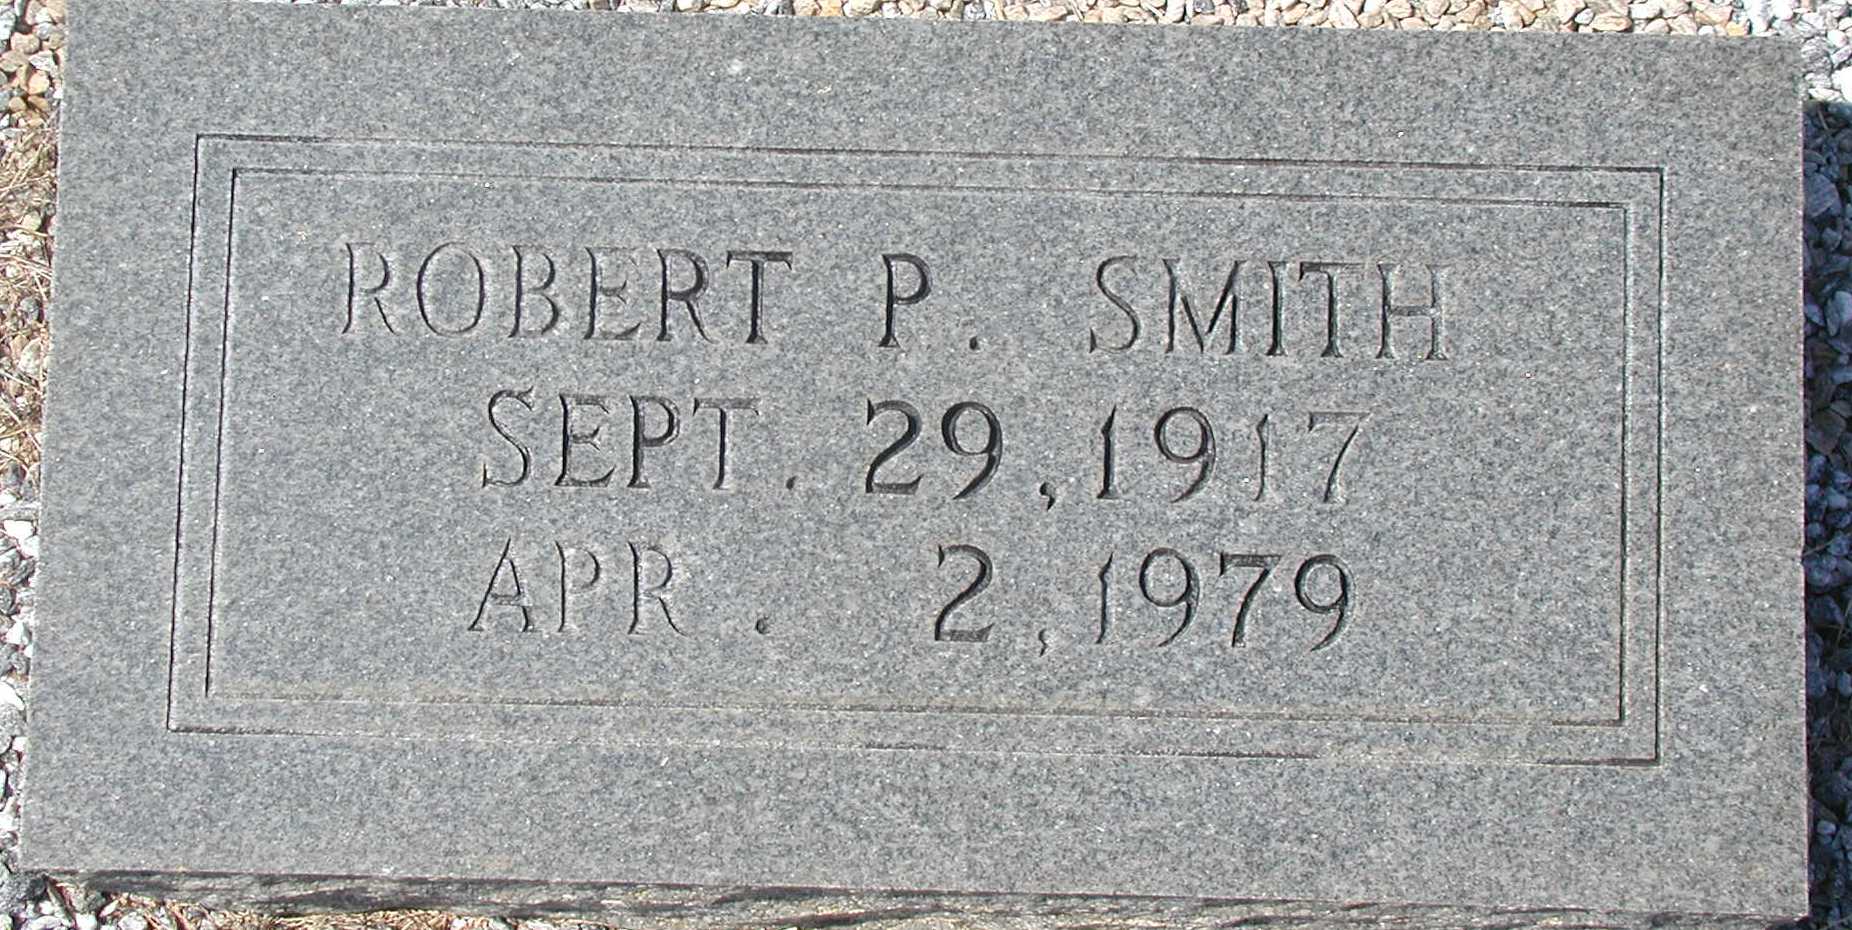 ROBERT P. SMITH
SEPT. 29, 1917
APR. 2, 1979